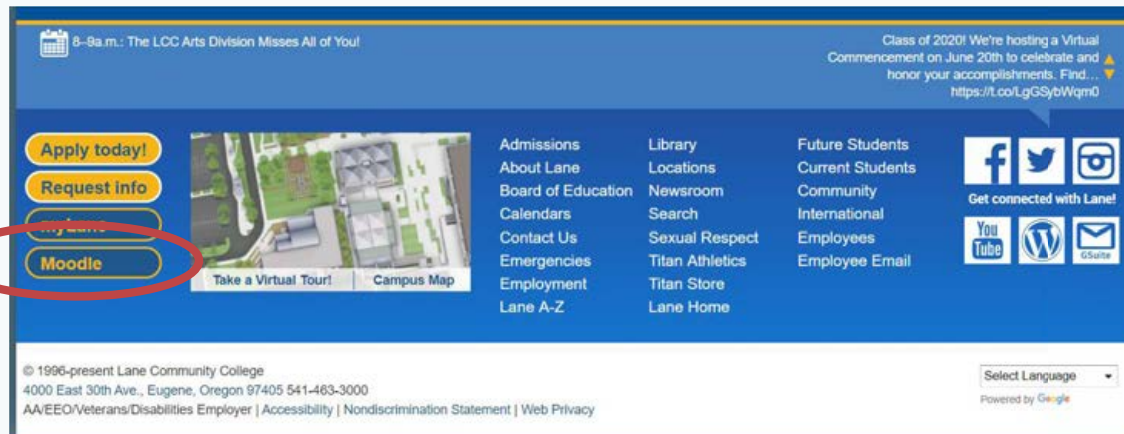 8–9a.m.: The LCC Arts Division Misses All of You!
Class of 2020! We're hosting a Virtual
Commencement on June 20th to celebrate and
honor your accomplishments. Find…
https://t.co/LgGSybWqm0
Apply today!
Request info
myLane
Moodle
Take a Virtual Tour!
Campus Map
Admissions
About Lane
Board of Education
Calendars
Contact Us
Emergencies
Employment
Lane A-Z
Library
Locations
Newsroom
Search
Sexual Respect
Titan Athletics
Titan Store
Lane Home
Future Students
Current Students
Community
International
Employees
Employee Email
Get connected with Lane!
You
Tube
GSuite
© 1996-present Lane Community College
4000 East 30th Ave., Eugene, Oregon 97405 541-463-3000
AA/EEO/Veterans/Disabilities Employer | Accessibility | Nondiscrimination Statement | Web Privacy
Select Language
Powered by Google